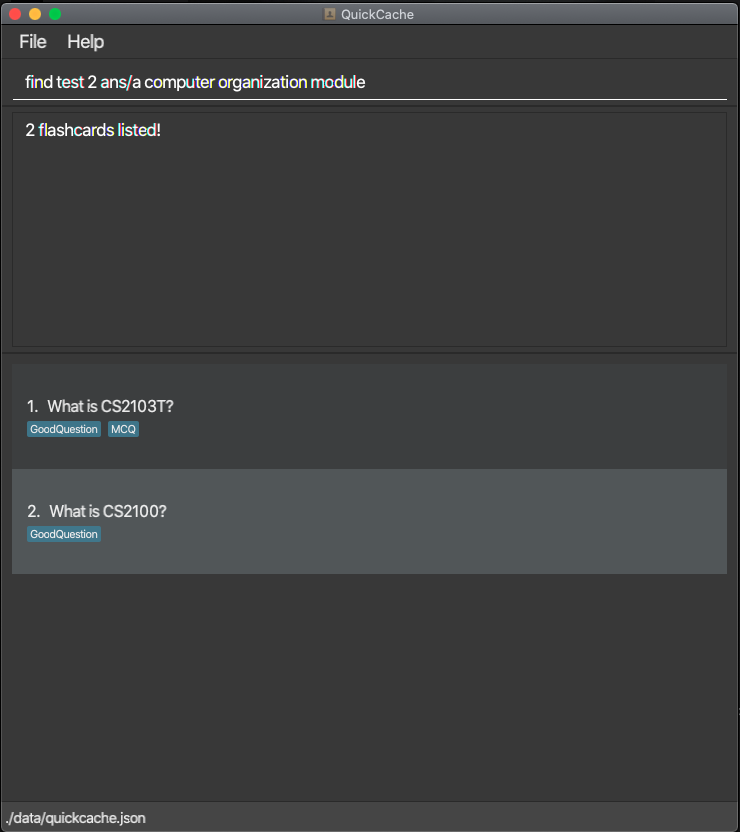 QuickCache
File Help
find test 2 ans/a computer organization module
2 flashcards listed!
1. What is CS2103T?
GoodQuestion MCQ
2. What is CS2100?
GoodQuestion
./data/quickcache.json